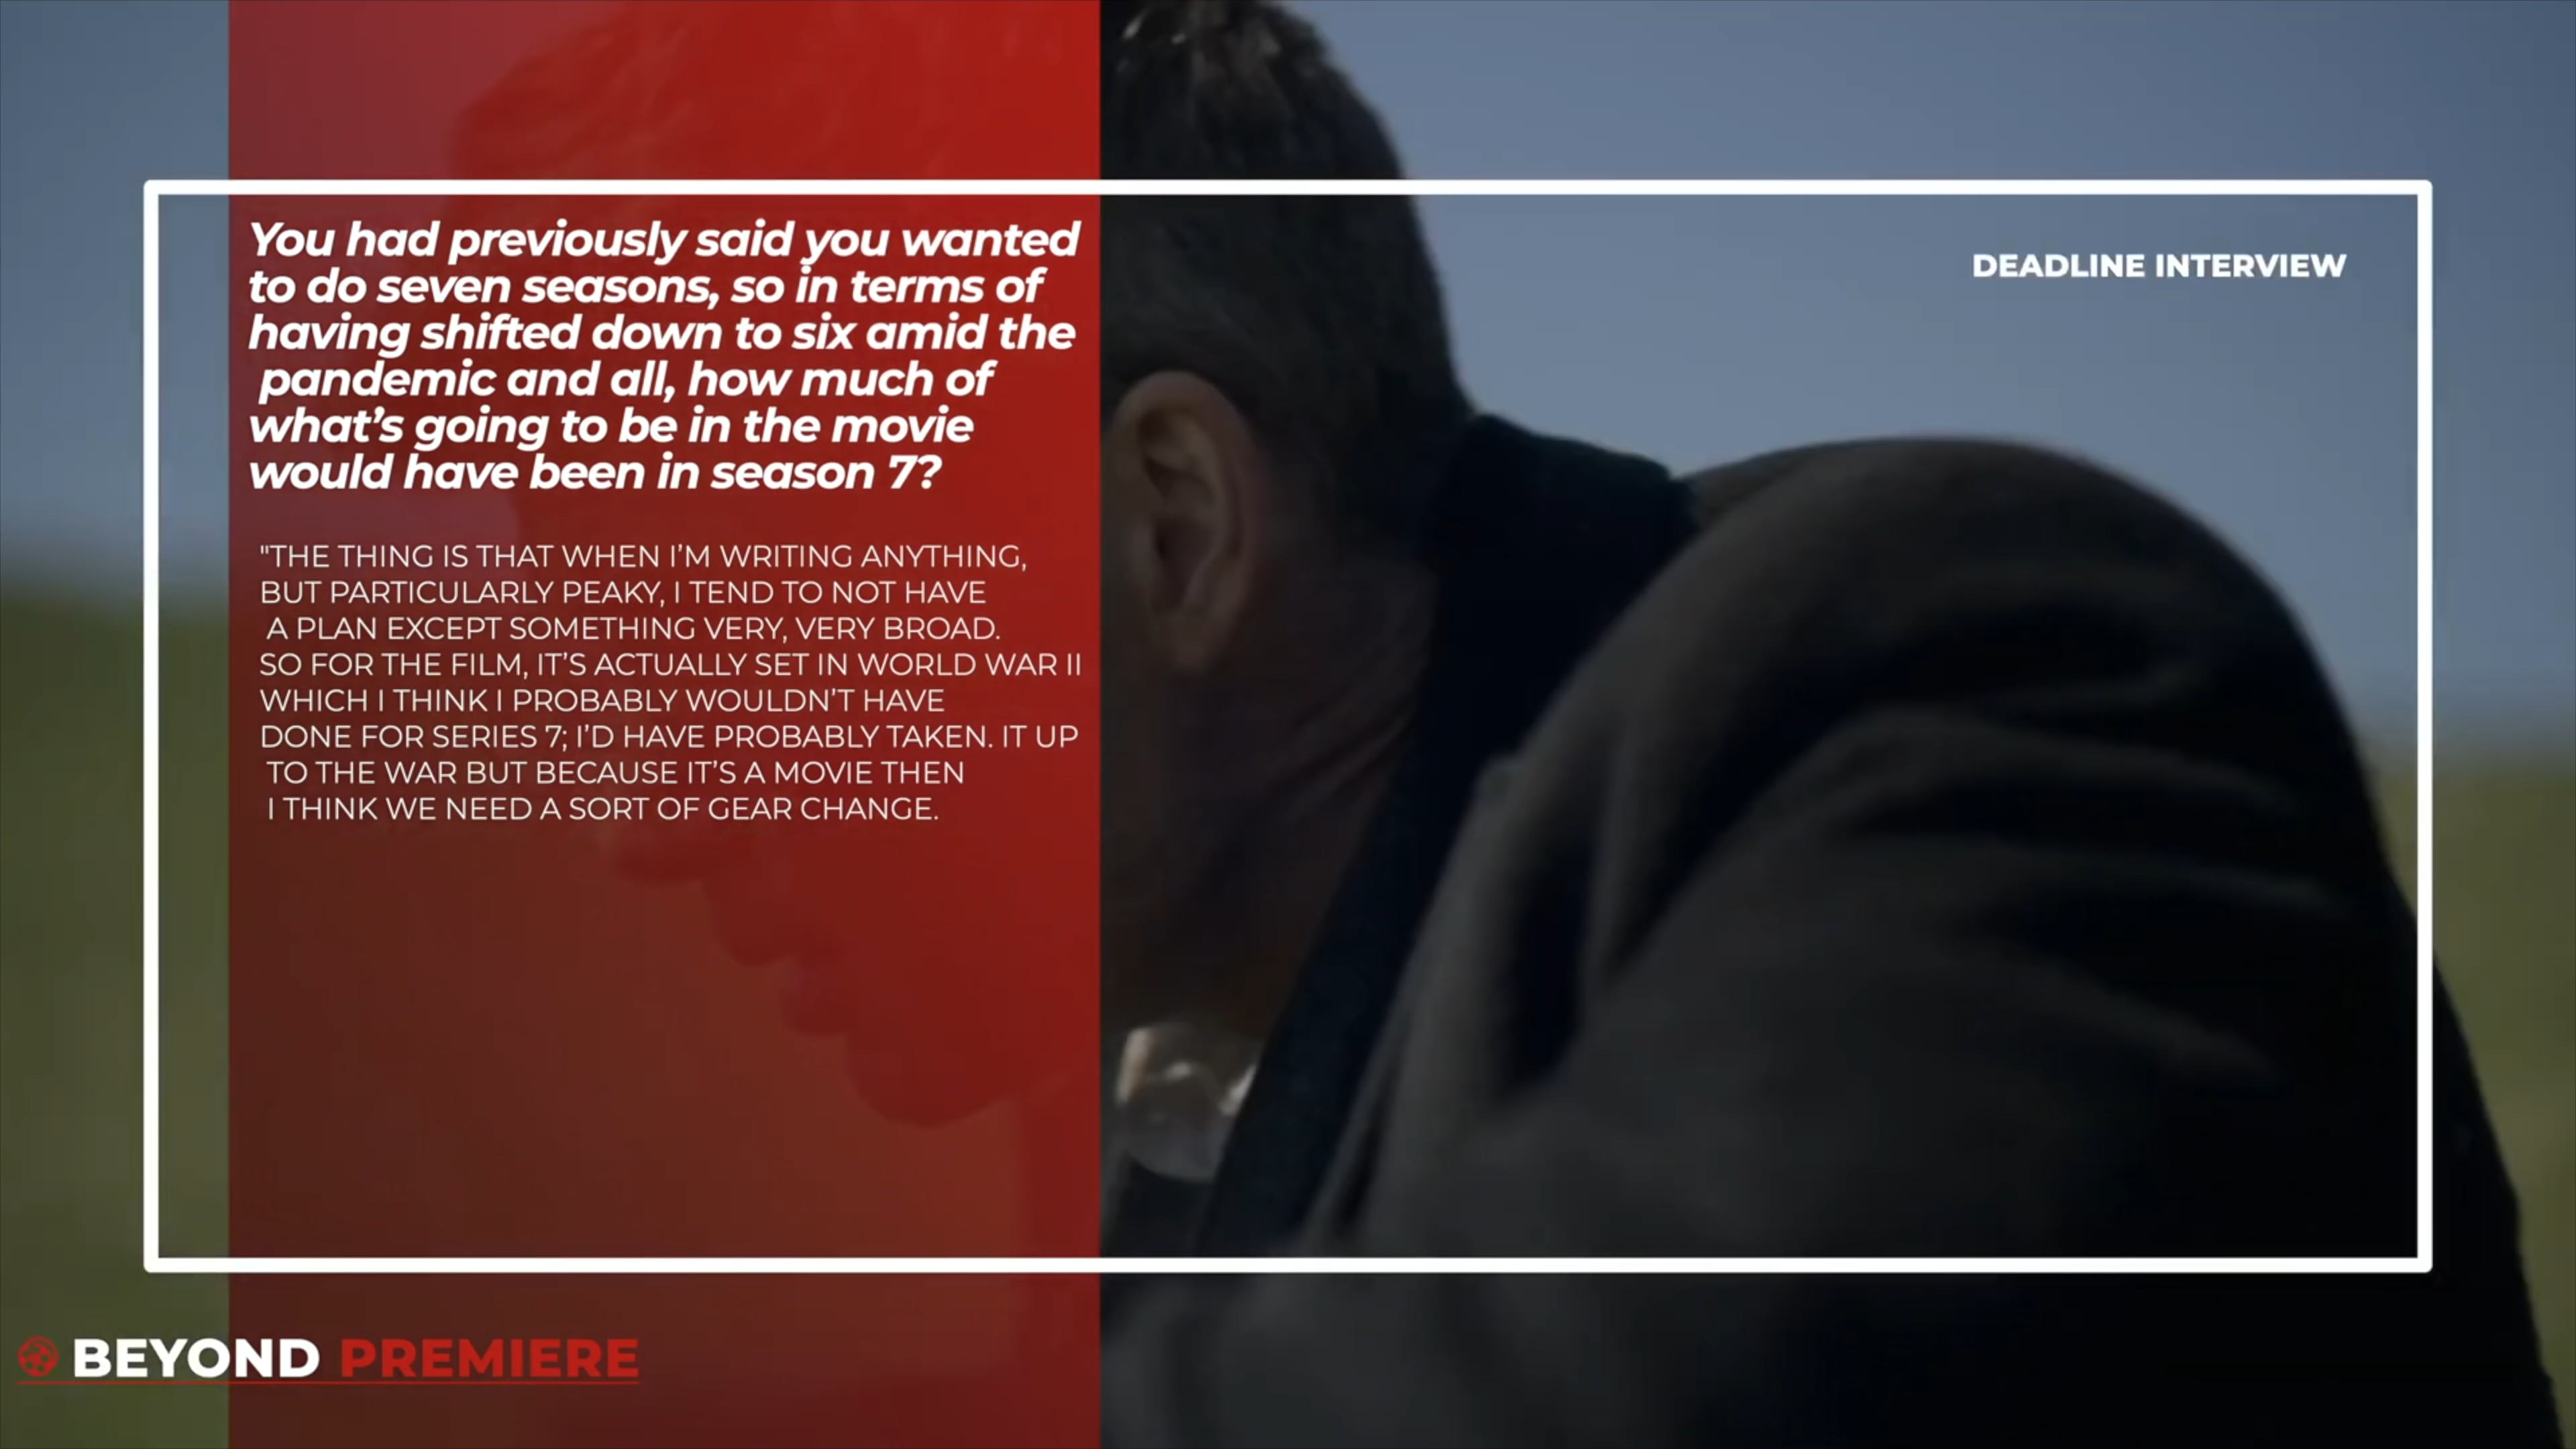 You had previously said you wanted
to do seven seasons, so in terms of
having shifted down to six amid the
pandemic and all, how much of
what's going to be in the movie
would have been in season 7?
DEADLINE INTERVIEW
"THE THING IS THAT WHEN I'M WRITING ANYTHING,
BUT PARTICULARLY PEAKY, I TEND TO NOT HAVE
A PLAN EXCEPT SOMETHING VERY, VERY BROAD.
SO FOR THE FILM, IT'S ACTUALLY SET IN WORLD WAR II
WHICH I THINK I PROBABLY WOULDN'T HAVE
DONE FOR SERIES 7; I'D HAVE PROBABLY TAKEN. IT UP
TO THE WAR BUT BECAUSE IT'S A MOVIE THEN
I THINK WE NEED A SORT OF GEAR CHANGE.
BEYOND PREMIERE